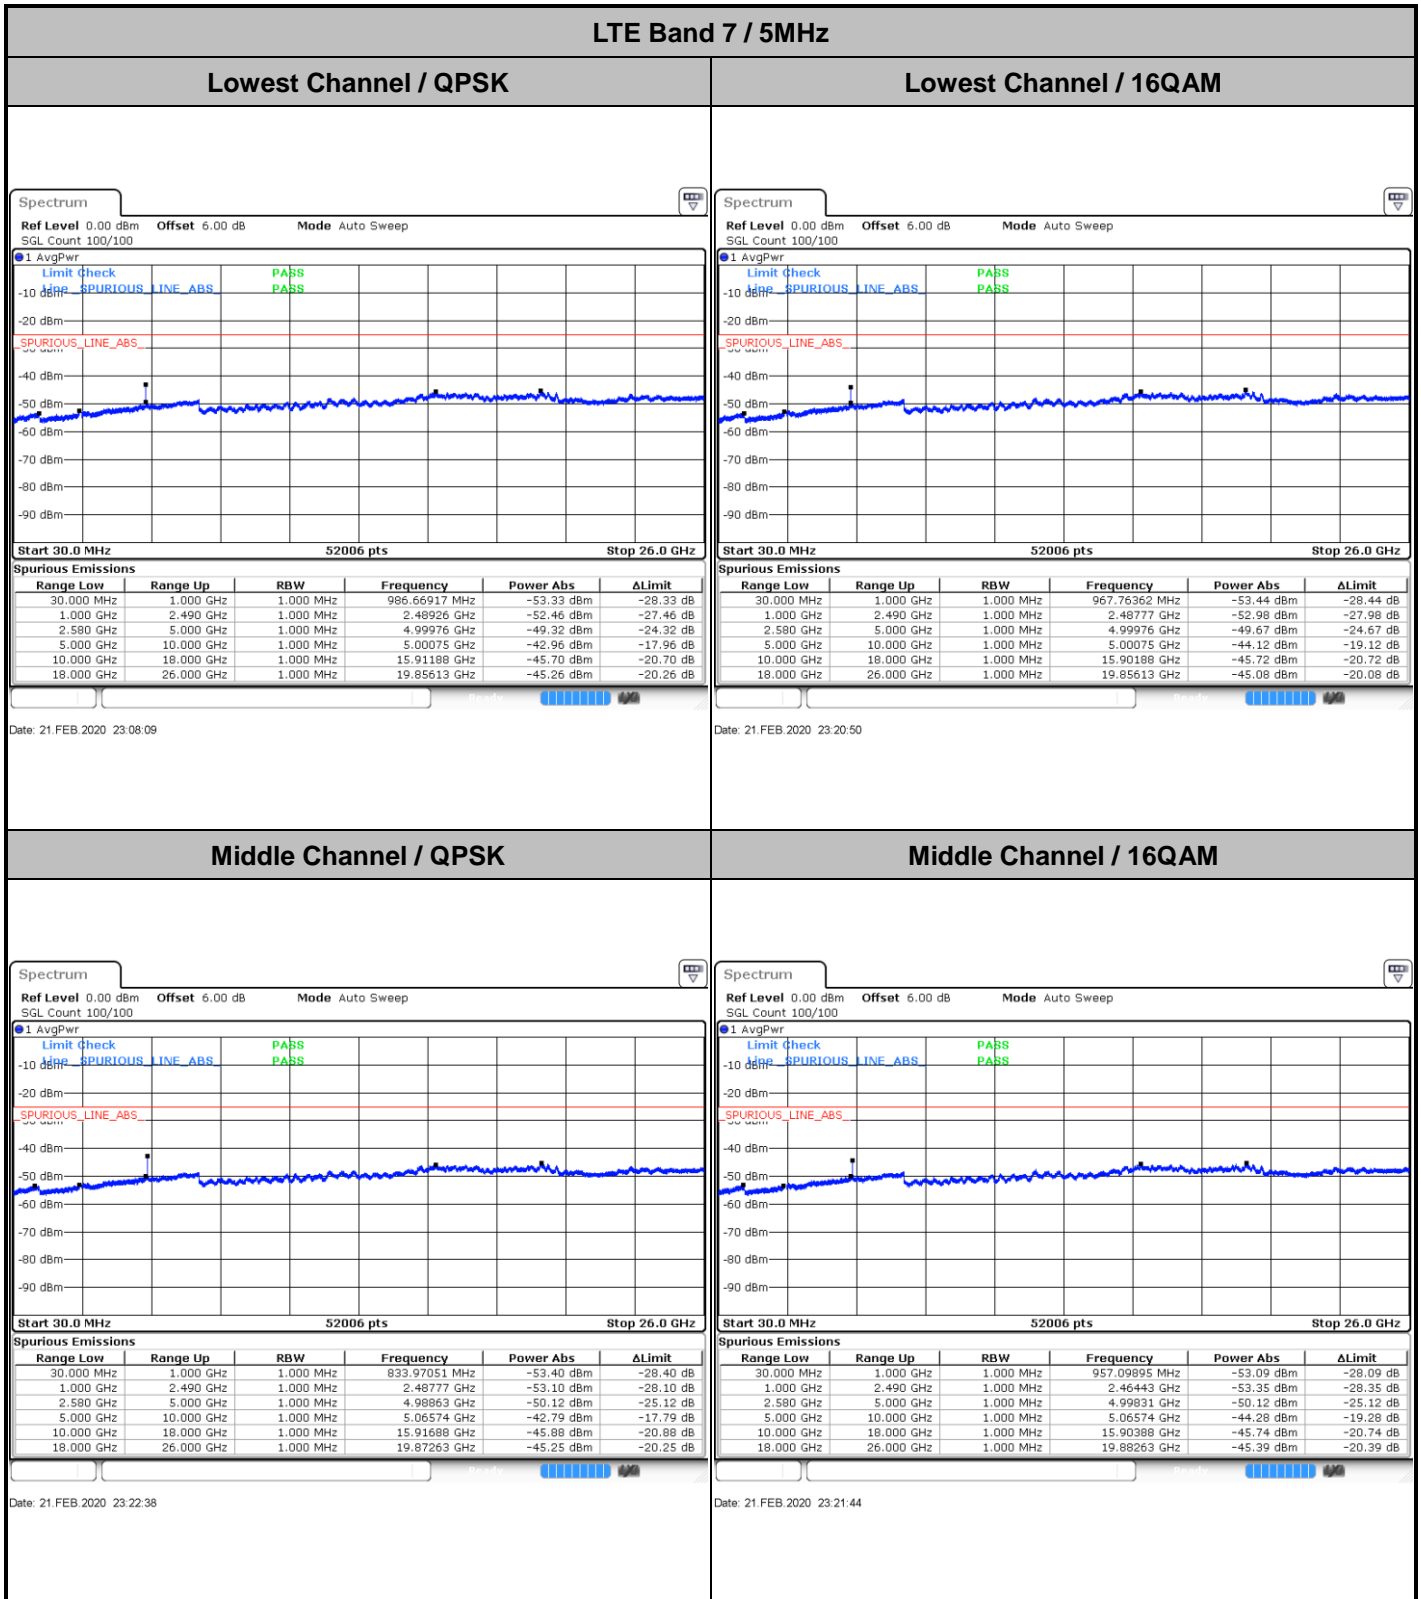 LTE Band 7 / 5MHz
Lowest Channel / QPSK
Lowest Channel / 16QAM
Spectrum
Ref Level 0.00 dBm Offset 6.00 dB Mode Auto Sweep
SGL Count 100/100
1 AvgPwr
Limit Check PASS
Line _SPURIOUS_LINE_ABS_ PASS
-10 dBm
-20 dBm
_SPURIOUS_LINE_ABS_
-30 dBm
-40 dBm
-50 dBm
-60 dBm
-70 dBm
-80 dBm
-90 dBm
Start 30.0 MHz 52006 pts Stop 26.0 GHz
Spurious Emissions
Range Low Range Up RBW Frequency Power Abs ΔLimit
30.000 MHz 1.000 GHz 1.000 MHz 986.66917 MHz -53.33 dBm -28.33 dB
1.000 GHz 2.490 GHz 1.000 MHz 2.48926 GHz -52.46 dBm -27.46 dB
2.580 GHz 5.000 GHz 1.000 MHz 4.99976 GHz -49.32 dBm -24.32 dB
5.000 GHz 10.000 GHz 1.000 MHz 5.00075 GHz -42.96 dBm -17.96 dB
10.000 GHz 18.000 GHz 1.000 MHz 15.91188 GHz -45.70 dBm -20.70 dB
18.000 GHz 26.000 GHz 1.000 MHz 19.85613 GHz -45.26 dBm -20.26 dB
Ready
Date: 21.FEB.2020 23:08:09
Spectrum
Ref Level 0.00 dBm Offset 6.00 dB Mode Auto Sweep
SGL Count 100/100
1 AvgPwr
Limit Check PASS
Line _SPURIOUS_LINE_ABS_ PASS
-10 dBm
-20 dBm
_SPURIOUS_LINE_ABS_
-30 dBm
-40 dBm
-50 dBm
-60 dBm
-70 dBm
-80 dBm
-90 dBm
Start 30.0 MHz 52006 pts Stop 26.0 GHz
Spurious Emissions
Range Low Range Up RBW Frequency Power Abs ΔLimit
30.000 MHz 1.000 GHz 1.000 MHz 967.76362 MHz -53.44 dBm -28.44 dB
1.000 GHz 2.490 GHz 1.000 MHz 2.48777 GHz -52.98 dBm -27.98 dB
2.580 GHz 5.000 GHz 1.000 MHz 4.99976 GHz -49.67 dBm -24.67 dB
5.000 GHz 10.000 GHz 1.000 MHz 5.00075 GHz -44.12 dBm -19.12 dB
10.000 GHz 18.000 GHz 1.000 MHz 15.90188 GHz -45.72 dBm -20.72 dB
18.000 GHz 26.000 GHz 1.000 MHz 19.85613 GHz -45.08 dBm -20.08 dB
Ready
Date: 21.FEB.2020 23:20:50
Middle Channel / QPSK
Middle Channel / 16QAM
Spectrum
Ref Level 0.00 dBm Offset 6.00 dB Mode Auto Sweep
SGL Count 100/100
1 AvgPwr
Limit Check PASS
Line _SPURIOUS_LINE_ABS_ PASS
-10 dBm
-20 dBm
_SPURIOUS_LINE_ABS_
-30 dBm
-40 dBm
-50 dBm
-60 dBm
-70 dBm
-80 dBm
-90 dBm
Start 30.0 MHz 52006 pts Stop 26.0 GHz
Spurious Emissions
Range Low Range Up RBW Frequency Power Abs ΔLimit
30.000 MHz 1.000 GHz 1.000 MHz 833.97051 MHz -53.40 dBm -28.40 dB
1.000 GHz 2.490 GHz 1.000 MHz 2.48777 GHz -53.10 dBm -28.10 dB
2.580 GHz 5.000 GHz 1.000 MHz 4.98863 GHz -50.12 dBm -25.12 dB
5.000 GHz 10.000 GHz 1.000 MHz 5.06574 GHz -42.79 dBm -17.79 dB
10.000 GHz 18.000 GHz 1.000 MHz 15.91688 GHz -45.88 dBm -20.88 dB
18.000 GHz 26.000 GHz 1.000 MHz 19.87263 GHz -45.25 dBm -20.25 dB
Ready
Date: 21.FEB.2020 23:22:38
Spectrum
Ref Level 0.00 dBm Offset 6.00 dB Mode Auto Sweep
SGL Count 100/100
1 AvgPwr
Limit Check PASS
Line _SPURIOUS_LINE_ABS_ PASS
-10 dBm
-20 dBm
_SPURIOUS_LINE_ABS_
-30 dBm
-40 dBm
-50 dBm
-60 dBm
-70 dBm
-80 dBm
-90 dBm
Start 30.0 MHz 52006 pts Stop 26.0 GHz
Spurious Emissions
Range Low Range Up RBW Frequency Power Abs ΔLimit
30.000 MHz 1.000 GHz 1.000 MHz 957.09895 MHz -53.09 dBm -28.09 dB
1.000 GHz 2.490 GHz 1.000 MHz 2.46443 GHz -53.35 dBm -28.35 dB
2.580 GHz 5.000 GHz 1.000 MHz 4.99831 GHz -50.12 dBm -25.12 dB
5.000 GHz 10.000 GHz 1.000 MHz 5.06574 GHz -44.28 dBm -19.28 dB
10.000 GHz 18.000 GHz 1.000 MHz 15.90388 GHz -45.74 dBm -20.74 dB
18.000 GHz 26.000 GHz 1.000 MHz 19.88263 GHz -45.39 dBm -20.39 dB
Ready
Date: 21.FEB.2020 23:21:44